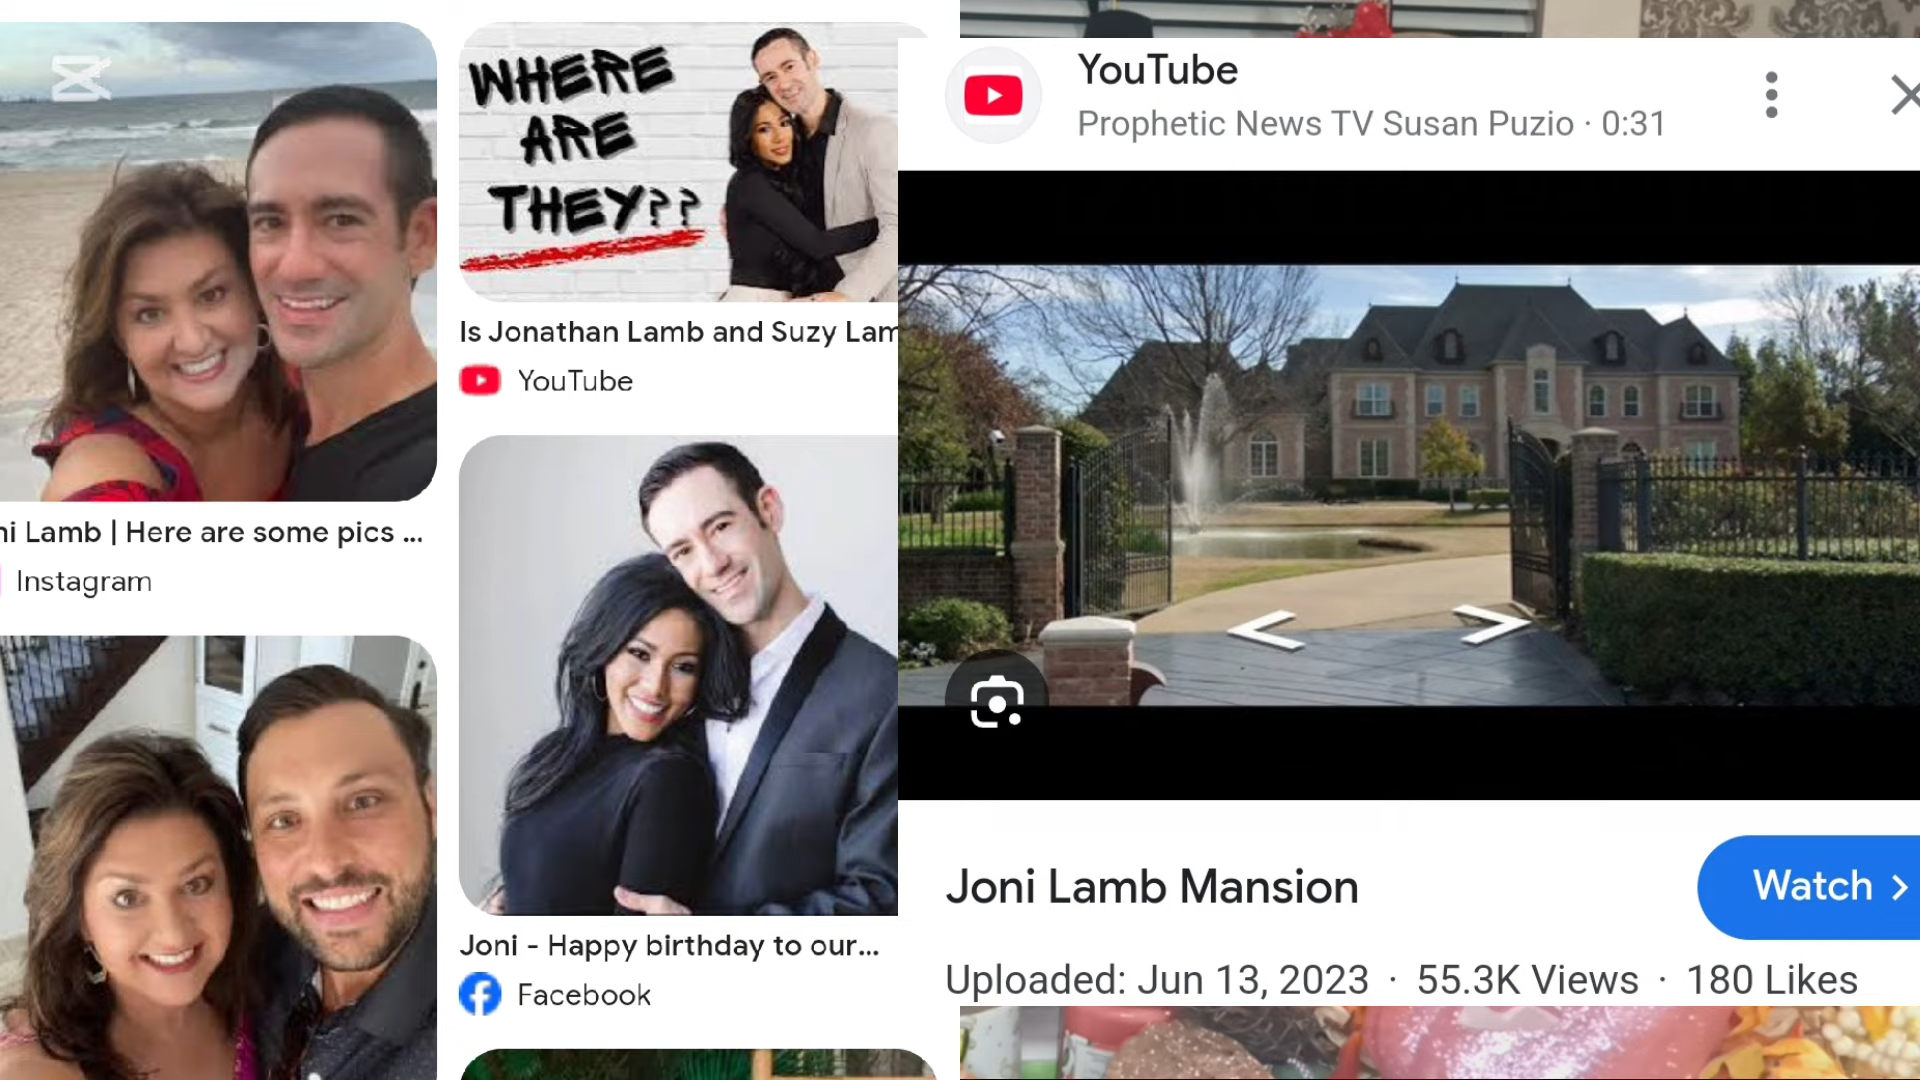 ni Lamb | Here are some pics ...
Instagram
WHERE
ARE
THEY??
Is Jonathan Lamb and Suzy Lam
YouTube
Joni - Happy birthday to our...
Facebook
YouTube
Prophetic News TV Susan Puzio · 0:31
Joni Lamb Mansion
Watch
Uploaded: Jun 13, 2023 · 55.3K Views · 180 Likes